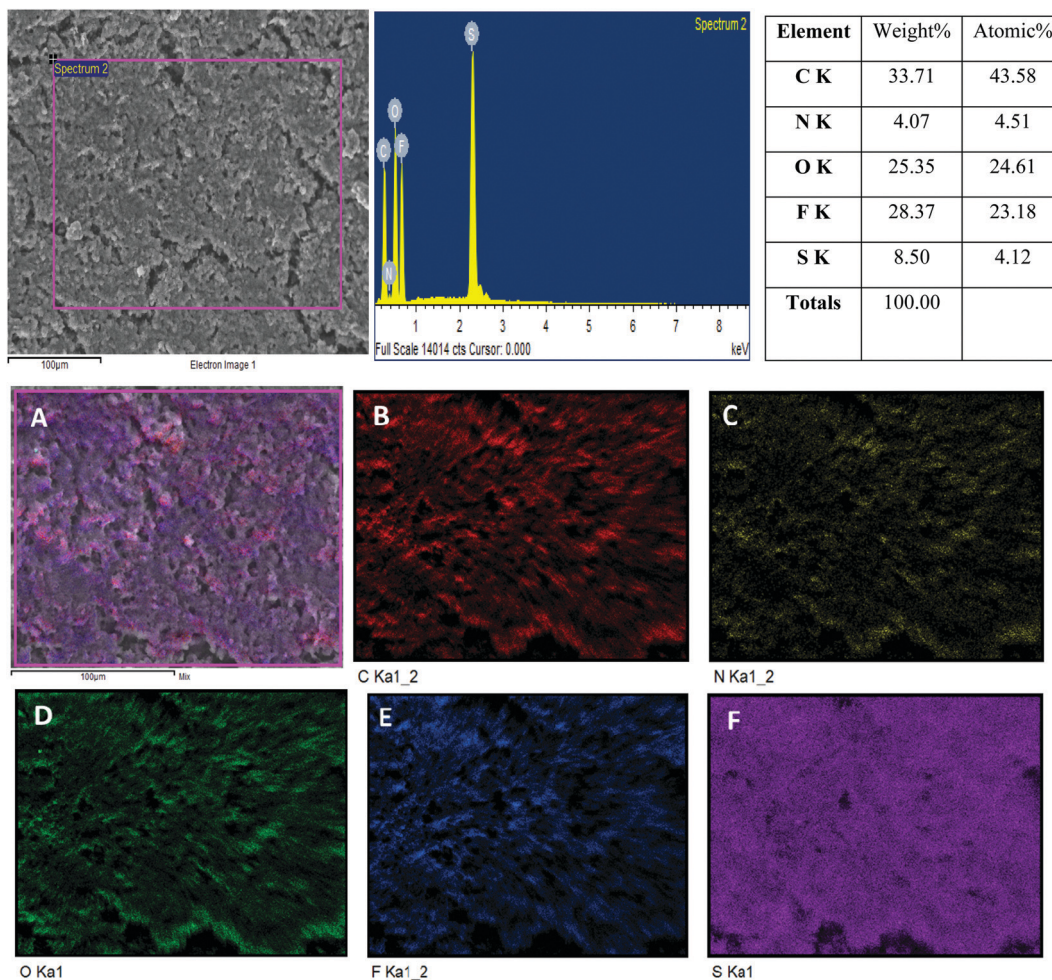 Spectrum 2
100μm
Electron Image 1
Spectrum 2
S
O
C
F
N
1 2 3 4 5 6 7 8
Full Scale 14014 cts Cursor: 0.000
keV
Element Weight% Atomic%
C K 33.71 43.58
N K 4.07 4.51
O K 25.35 24.61
F K 28.37 23.18
S K 8.50 4.12
Totals 100.00
A
100μm
Mix
B
C Ka1_2
C
N Ka1_2
D
O Ka1
E
F Ka1_2
F
S Ka1